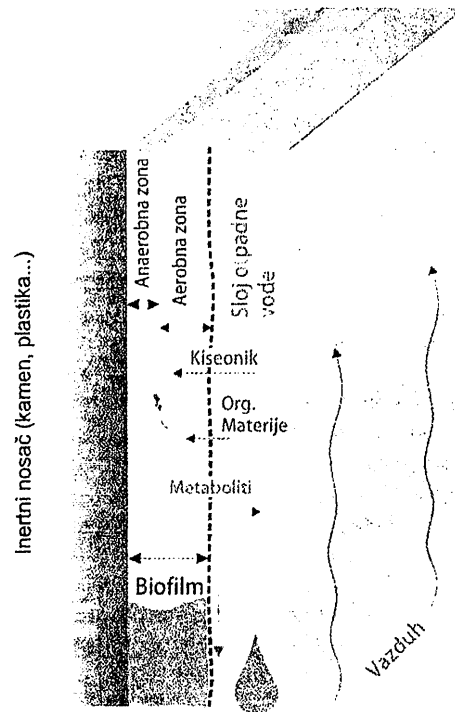 Inertni nosač (kamen, plastika...)
Anaerobna zona
Aerobna zona
Sloj otpadne
vode
Kiseonik
Org.
Materije
Metaboliti
Biofilm
Vazduh